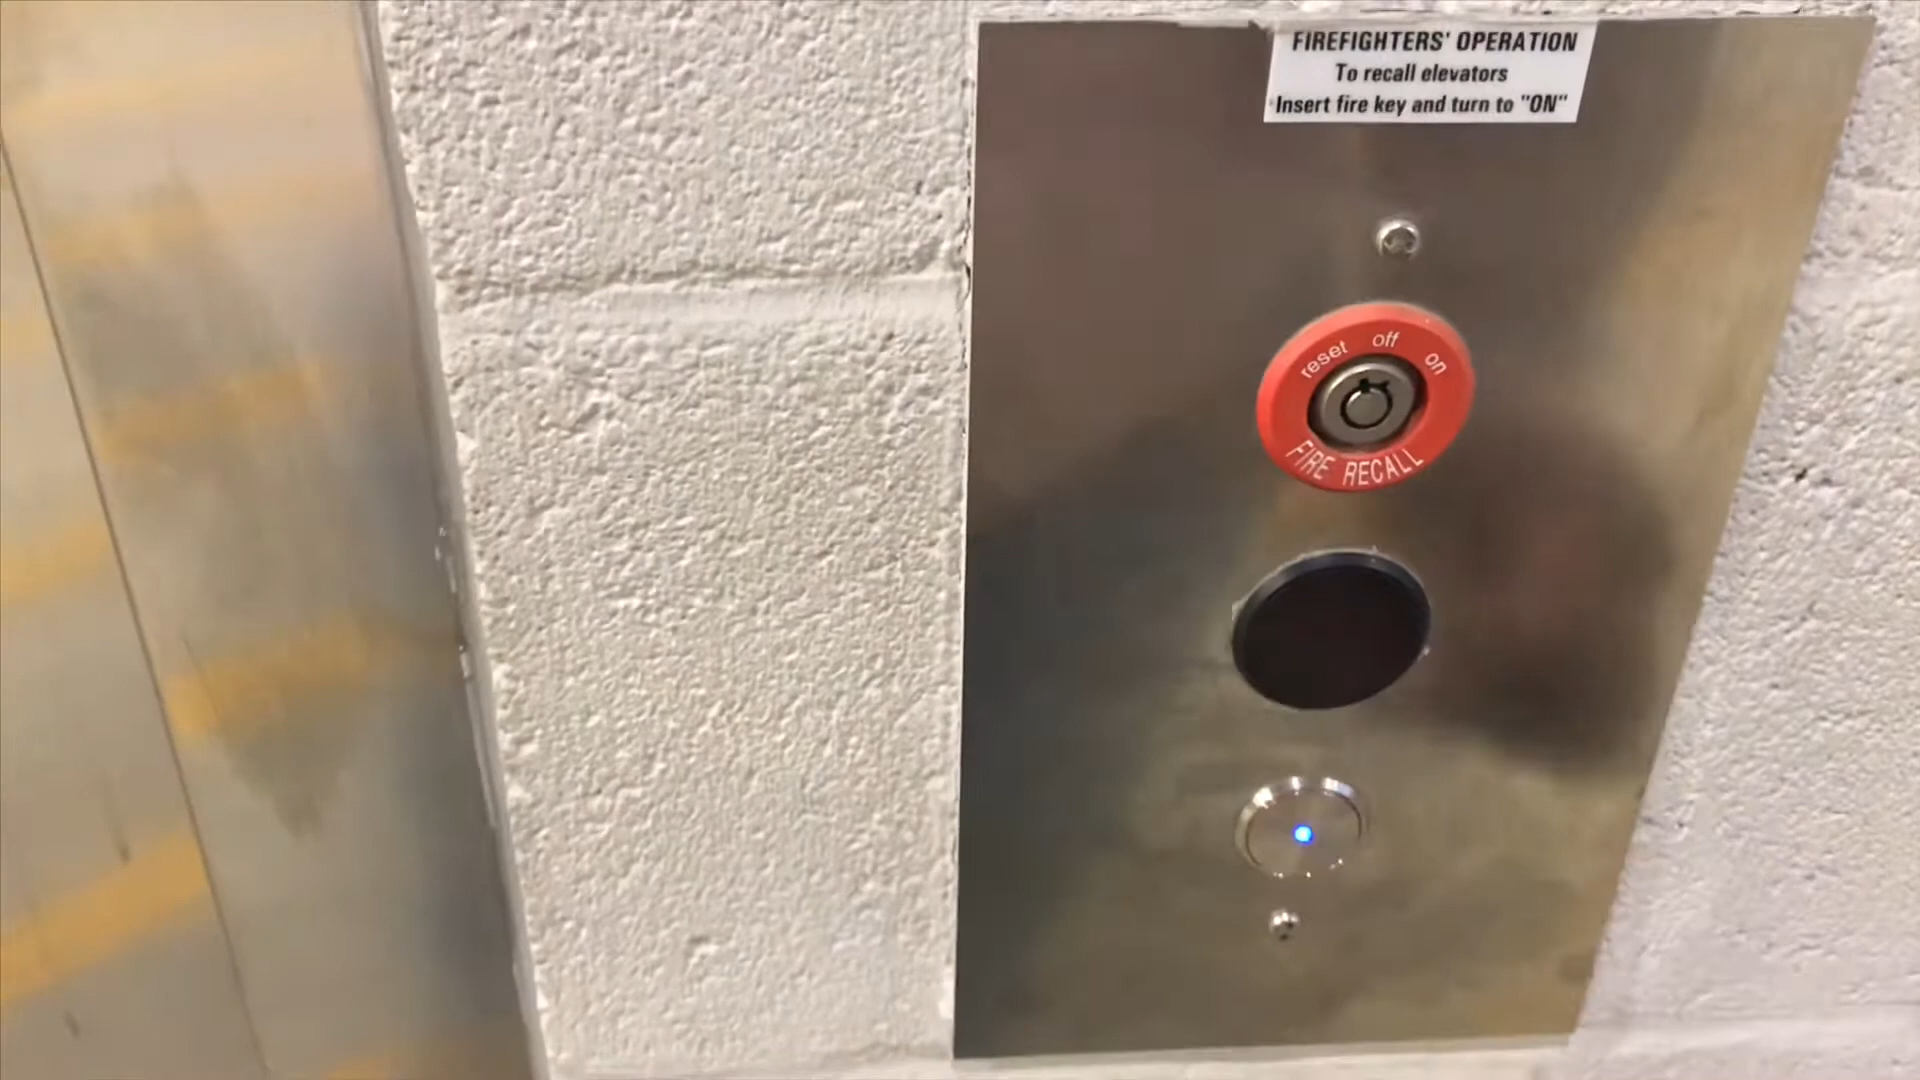 FIREFIGHTERS' OPERATION
To recall elevators
Insert fire key and turn to "ON"
reset off on
FIRE RECALL